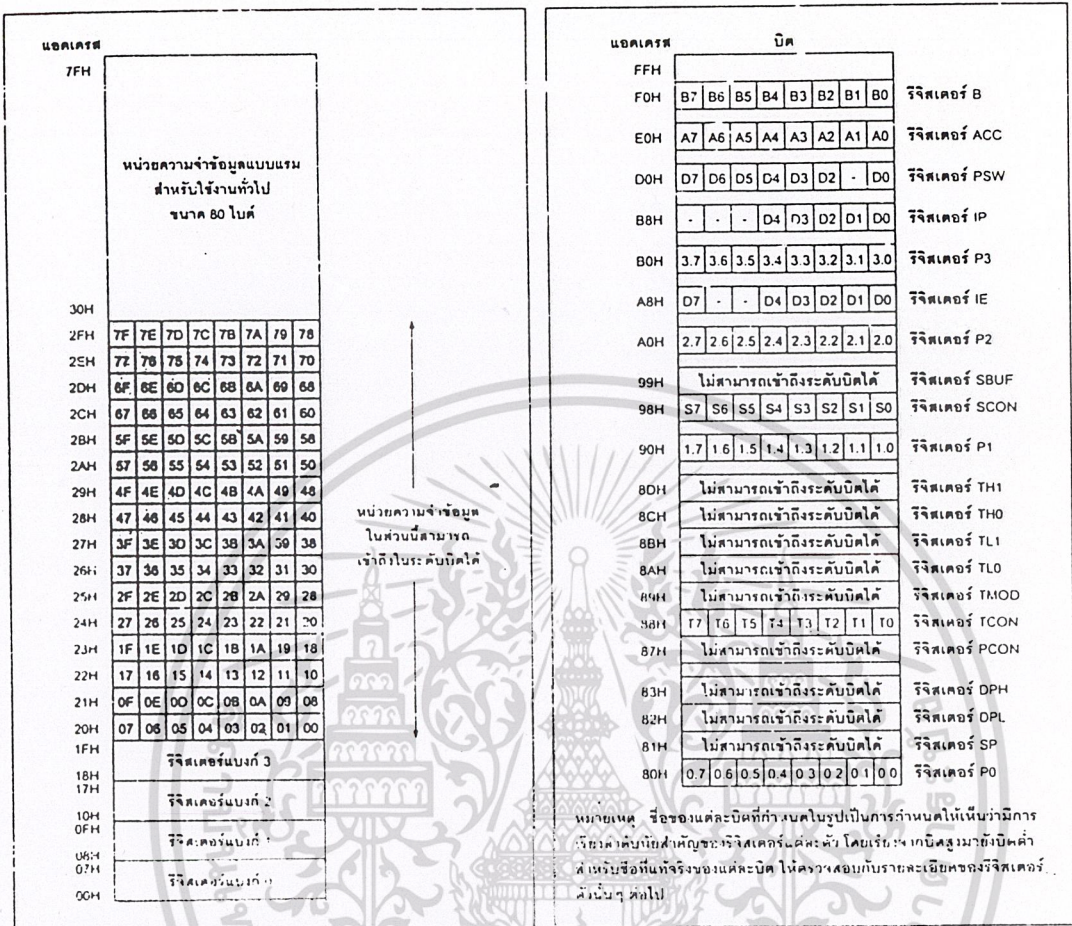 แอดเดรส
7FH
หน่วยความจำข้อมูลแบบแรม
สำหรับใช้งานทั่วไป
ขนาด 80 ไบต์
30H
2FH 7F 7E 7D 7C 7B 7A 79 78
2EH 77 76 75 74 73 72 71 70
2DH 6F 6E 6D 6C 6B 6A 69 68
2CH 67 66 65 64 63 62 61 60
2BH 5F 5E 5D 5C 5B 5A 59 58
2AH 57 56 55 54 53 52 51 50
29H 4F 4E 4D 4C 4B 4A 49 48
28H 47 46 45 44 43 42 41 40
27H 3F 3E 3D 3C 3B 3A 39 38
26H 37 36 35 34 33 32 31 30
25H 2F 2E 2D 2C 2B 2A 29 28
24H 27 26 25 24 23 22 21 20
23H 1F 1E 1D 1C 1B 1A 19 18
22H 17 16 15 14 13 12 11 10
21H 0F 0E 0D 0C 0B 0A 09 08
20H 07 06 05 04 03 02 01 00
1FH
รีจิสเตอร์แบงก์ 3
18H
17H
รีจิสเตอร์แบงก์ 2
10H
0FH
รีจิสเตอร์แบงก์ 1
08H
07H
รีจิสเตอร์แบงก์ 0
00H
หน่วยความจำข้อมูล
ในส่วนนี้สามารถ
เข้าถึงในระดับบิตได้
แอดเดรส บิต
FFH
F0H B7 B6 B5 B4 B3 B2 B1 B0 รีจิสเตอร์ B
E0H A7 A6 A5 A4 A3 A2 A1 A0 รีจิสเตอร์ ACC
D0H D7 D6 D5 D4 D3 D2 - D0 รีจิสเตอร์ PSW
B8H - - - D4 D3 D2 D1 D0 รีจิสเตอร์ IP
B0H 3.7 3.6 3.5 3.4 3.3 3.2 3.1 3.0 รีจิสเตอร์ P3
A8H D7 - - D4 D3 D2 D1 D0 รีจิสเตอร์ IE
A0H 2.7 2.6 2.5 2.4 2.3 2.2 2.1 2.0 รีจิสเตอร์ P2
99H ไม่สามารถเข้าถึงระดับบิตได้ รีจิสเตอร์ SBUF
98H S7 S6 S5 S4 S3 S2 S1 S0 รีจิสเตอร์ SCON
90H 1.7 1.6 1.5 1.4 1.3 1.2 1.1 1.0 รีจิสเตอร์ P1
8DH ไม่สามารถเข้าถึงระดับบิตได้ รีจิสเตอร์ TH1
8CH ไม่สามารถเข้าถึงระดับบิตได้ รีจิสเตอร์ TH0
8BH ไม่สามารถเข้าถึงระดับบิตได้ รีจิสเตอร์ TL1
8AH ไม่สามารถเข้าถึงระดับบิตได้ รีจิสเตอร์ TL0
89H ไม่สามารถเข้าถึงระดับบิตได้ รีจิสเตอร์ TMOD
88H T7 T6 T5 T4 T3 T2 T1 T0 รีจิสเตอร์ TCON
87H ไม่สามารถเข้าถึงระดับบิตได้ รีจิสเตอร์ PCON
83H ไม่สามารถเข้าถึงระดับบิตได้ รีจิสเตอร์ DPH
82H ไม่สามารถเข้าถึงระดับบิตได้ รีจิสเตอร์ DPL
81H ไม่สามารถเข้าถึงระดับบิตได้ รีจิสเตอร์ SP
80H 0.7 0.6 0.5 0.4 0.3 0.2 0.1 0.0 รีจิสเตอร์ P0
หมายเหตุ ชื่อของแต่ละบิตที่กำหนดในรูปเป็นการกำหนดให้เห็นว่ามีการ
เรียงลำดับนัยสำคัญของรีจิสเตอร์แต่ละตัว โดยเรียงจากบิตสูงมายังบิตต่ำ
สำหรับชื่อที่แท้จริงของแต่ละบิต ให้ตรวจสอบกับรายละเอียดของรีจิสเตอร์
ตัวนั้น ๆ ต่อไป